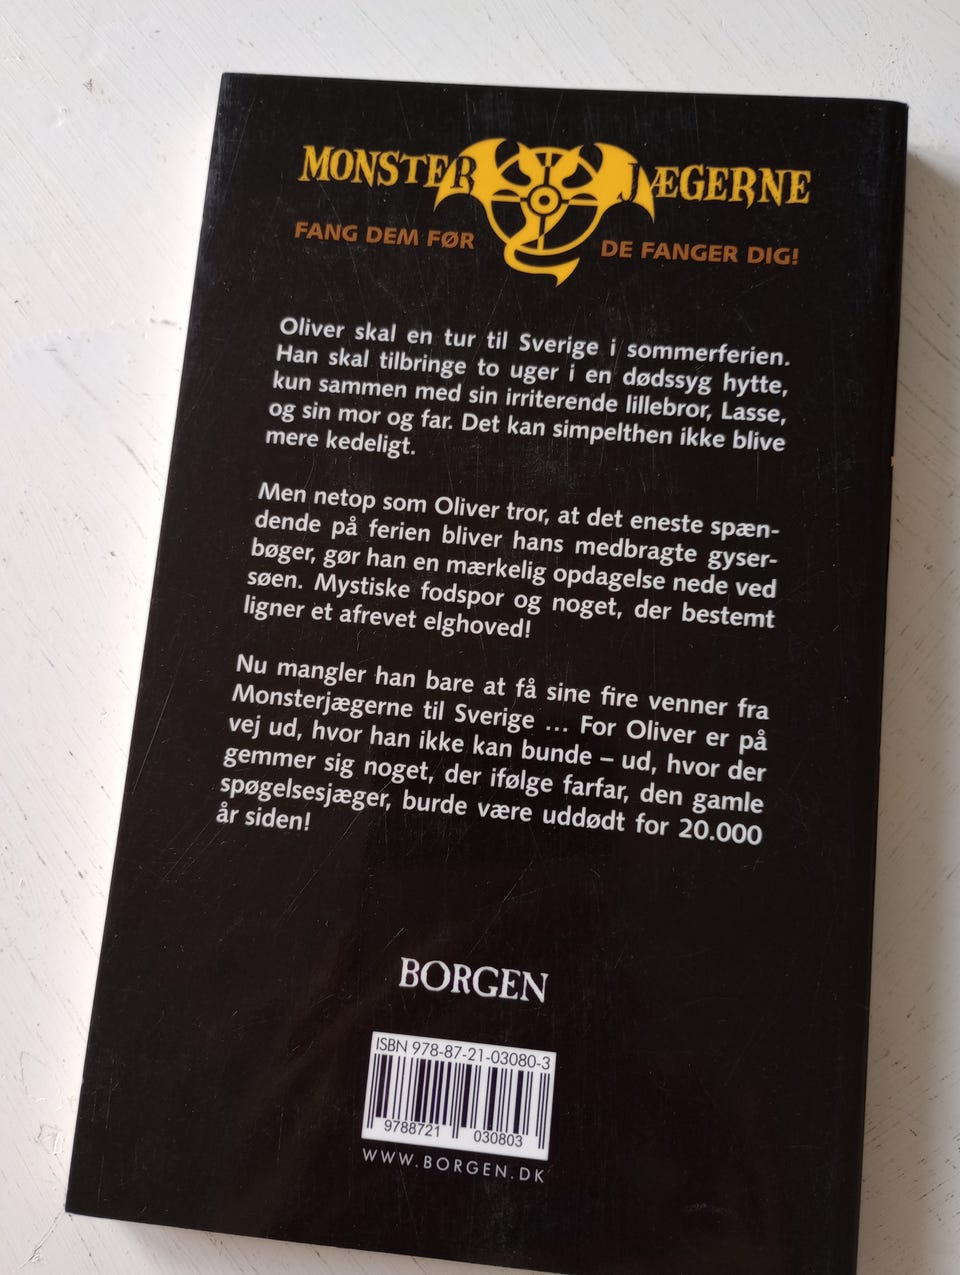 MONSTERJÆGERNE
FANG DEM FØR DE FANGER DIG!
Oliver skal en tur til Sverige i sommerferien.
Han skal tilbringe to uger i en dødssyg hytte,
kun sammen med sin irriterende lillebror, Lasse,
og sin mor og far. Det kan simpelthen ikke blive
mere kedeligt.
Men netop som Oliver tror, at det eneste spæn-
dende på ferien bliver hans medbragte gyser-
bøger, gør han en mærkelig opdagelse nede ved
søen. Mystiske fodspor og noget, der bestemt
ligner et afrevet elghoved!
Nu mangler han bare at få sine fire venner fra
Monsterjægerne til Sverige ... For Oliver er på
vej ud, hvor han ikke kan bunde – ud, hvor der
gemmer sig noget, der ifølge farfar, den gamle
spøgelsesjæger, burde være uddødt for 20.000
år siden!
BORGEN
ISBN 978-87-21-03080-3
9788721 030803
WWW.BORGEN.DK